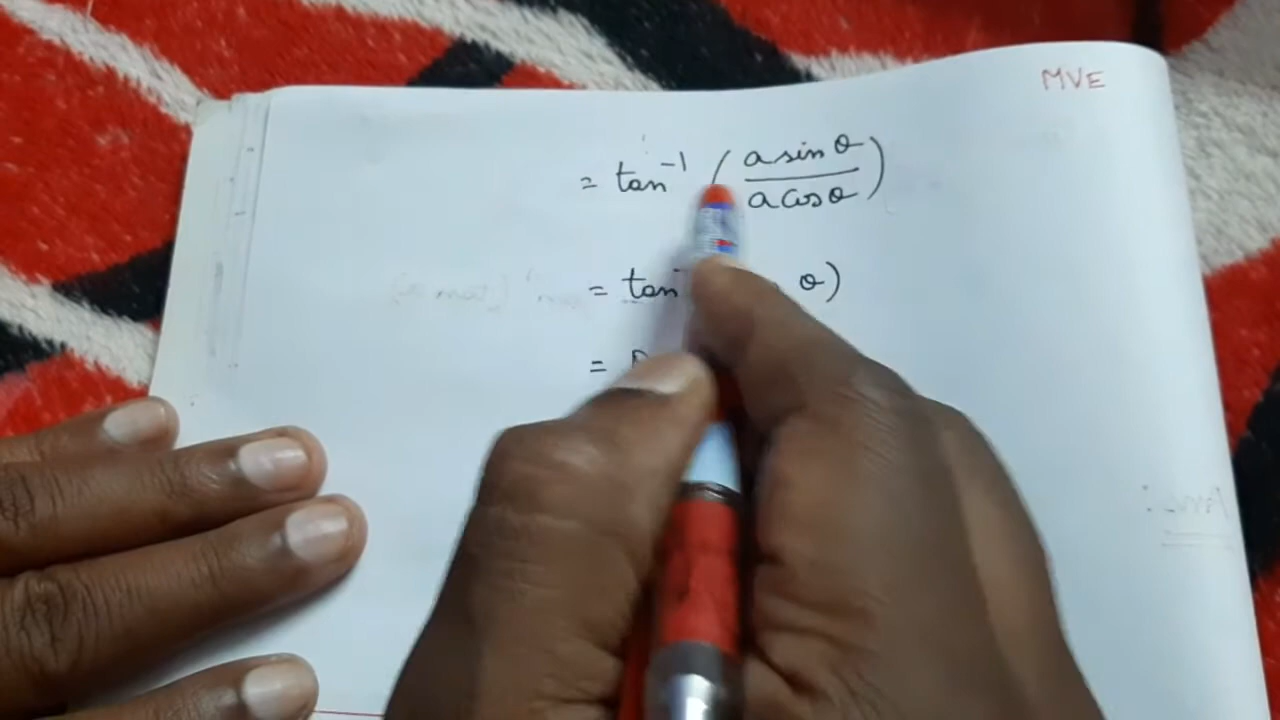 MVE
= tan⁻¹ (a sin θ / a cos θ)
= tan θ)
=